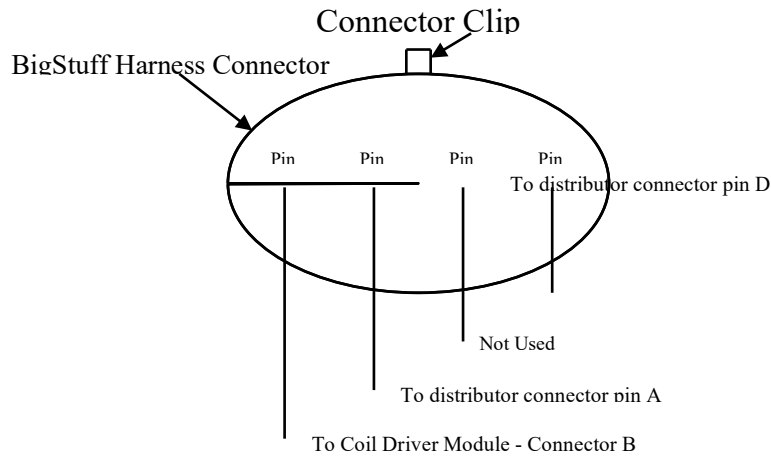 Connector Clip
BigStuff Harness Connector
Pin Pin Pin Pin
To distributor connector pin D
Not Used
To distributor connector pin A
To Coil Driver Module - Connector B